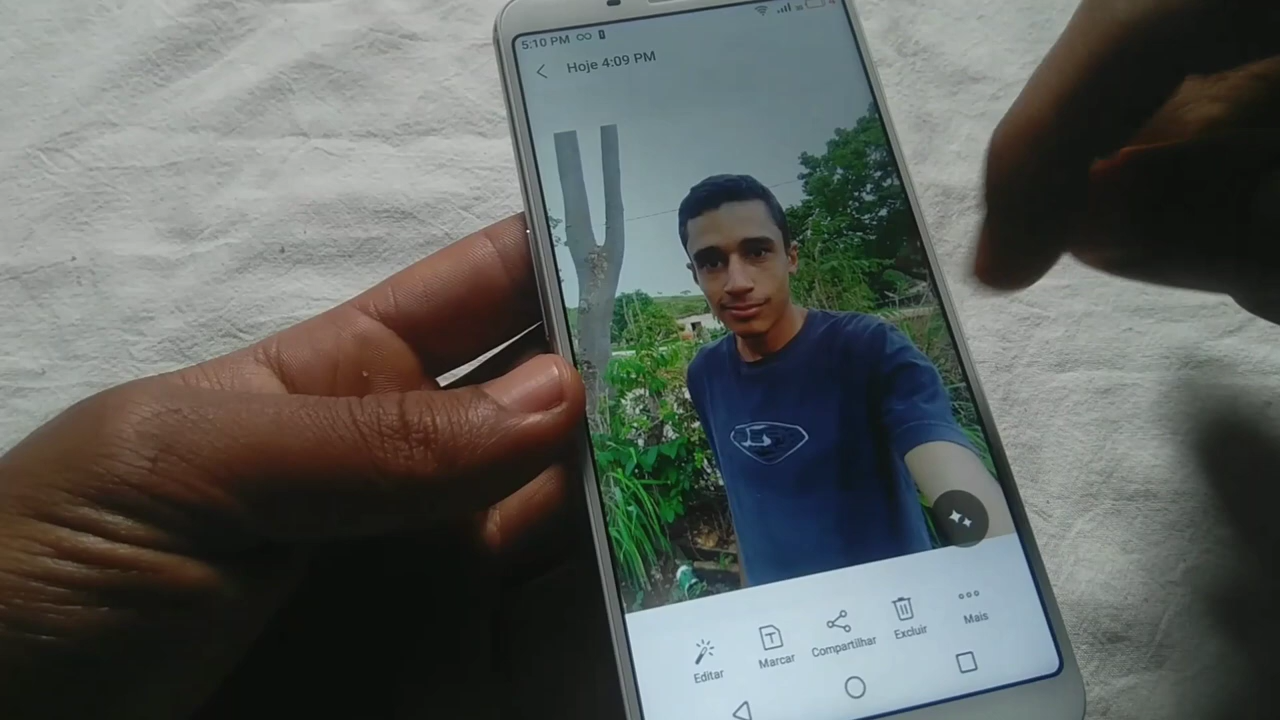 5:10 PM
Hoje 4:09 PM
Editar
Marcar
Compartilhar
Excluir
Mais